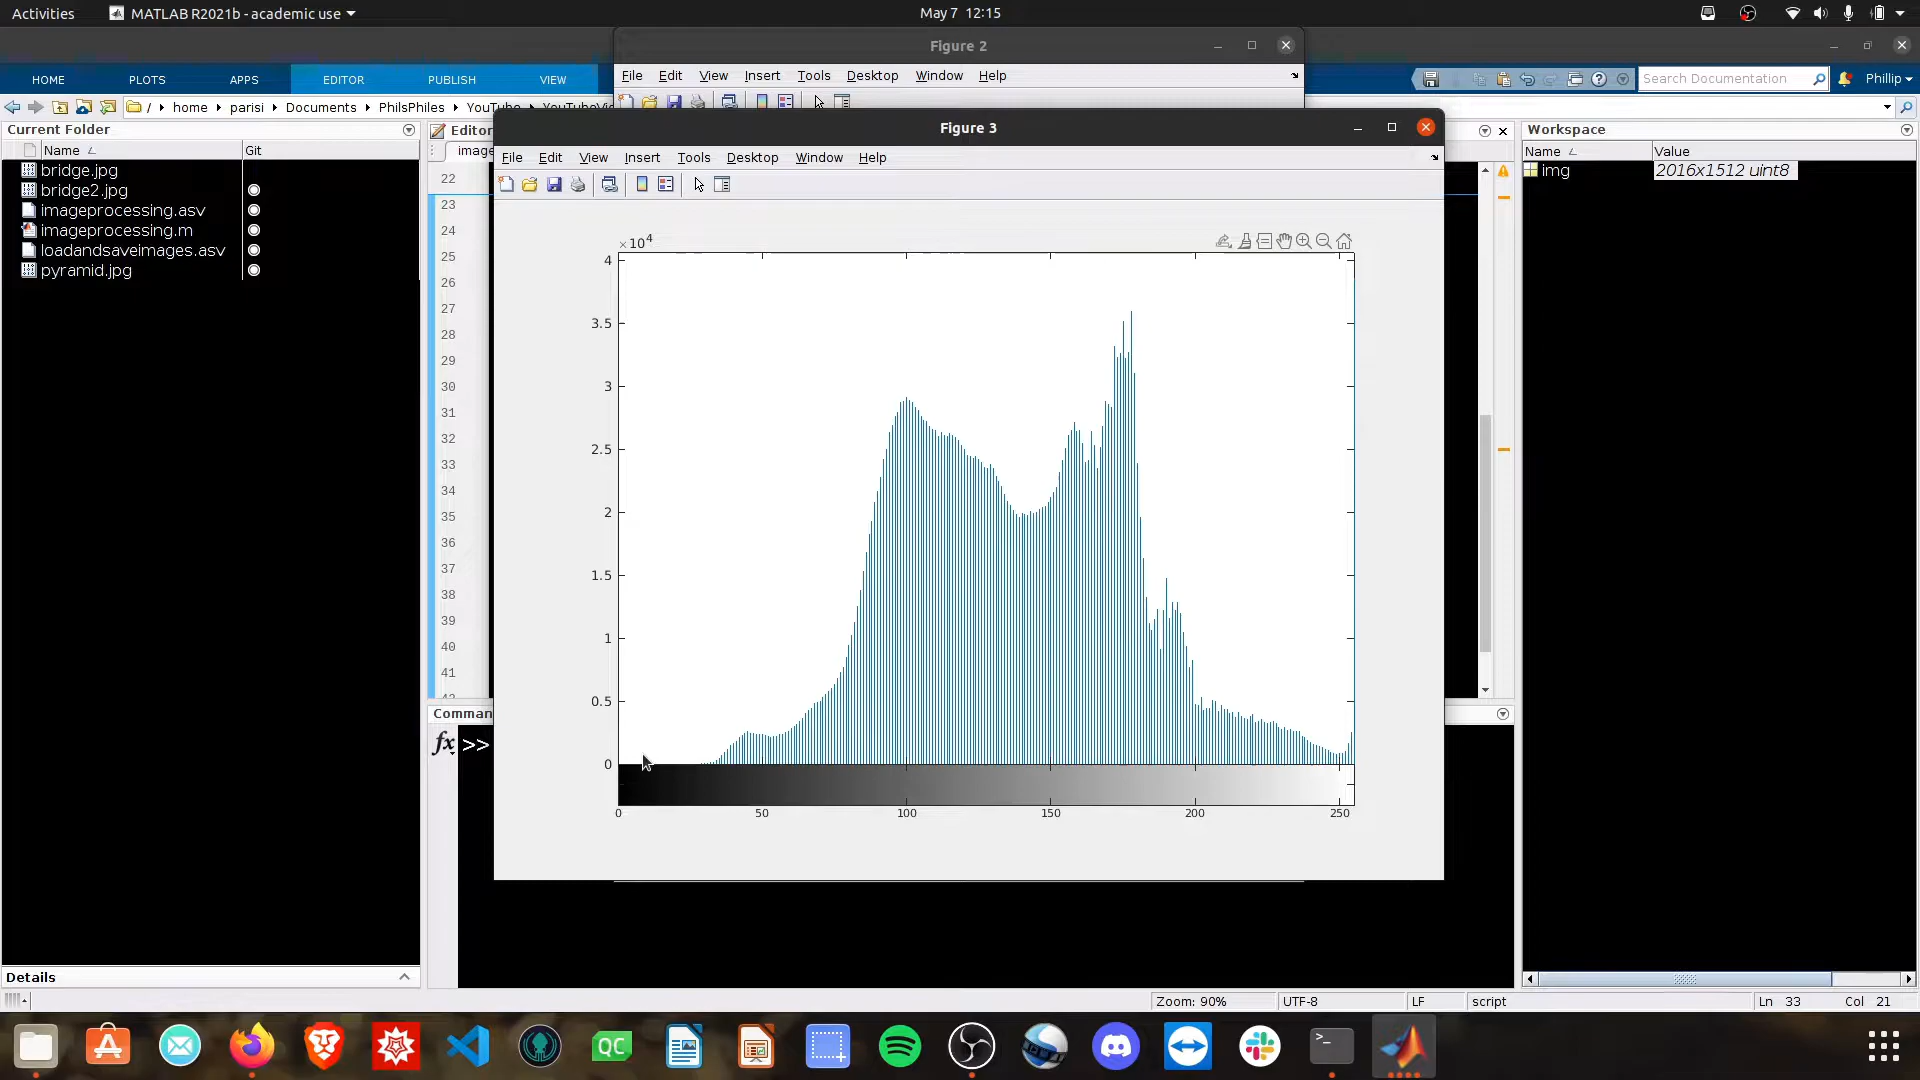 Activities
MATLAB R2021b - academic use
May 7 12:15
Figure 2
HOME PLOTS APPS EDITOR PUBLISH VIEW
File Edit View Insert Tools Desktop Window Help
Search Documentation
Phillip
/ home parisi Documents PhilsPhiles YouTube
Current Folder
Name Git
bridge.jpg
bridge2.jpg
imageprocessing.asv
imageprocessing.m
loadandsaveimages.asv
pyramid.jpg
Details
Editor
image
22
23
24
25
26
27
28
29
30
31
32
33
34
35
36
37
38
39
40
41
42
Figure 3
File Edit View Insert Tools Desktop Window Help
×10^4
4
3.5
3
2.5
2
1.5
1
0.5
0
0 50 100 150 200 250
Comman
fx >>
Workspace
Name Value
img 2016x1512 uint8
Zoom: 90% UTF-8 LF script Ln 33 Col 21
QC
>_